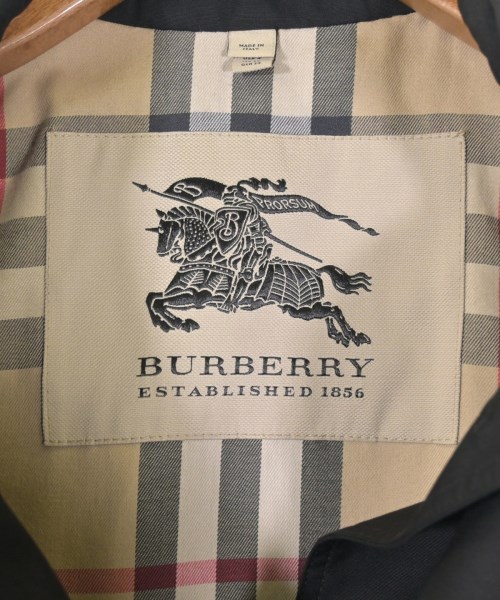 MADE IN
B
PRORSUM
B
BURBERRY
ESTABLISHED 1856